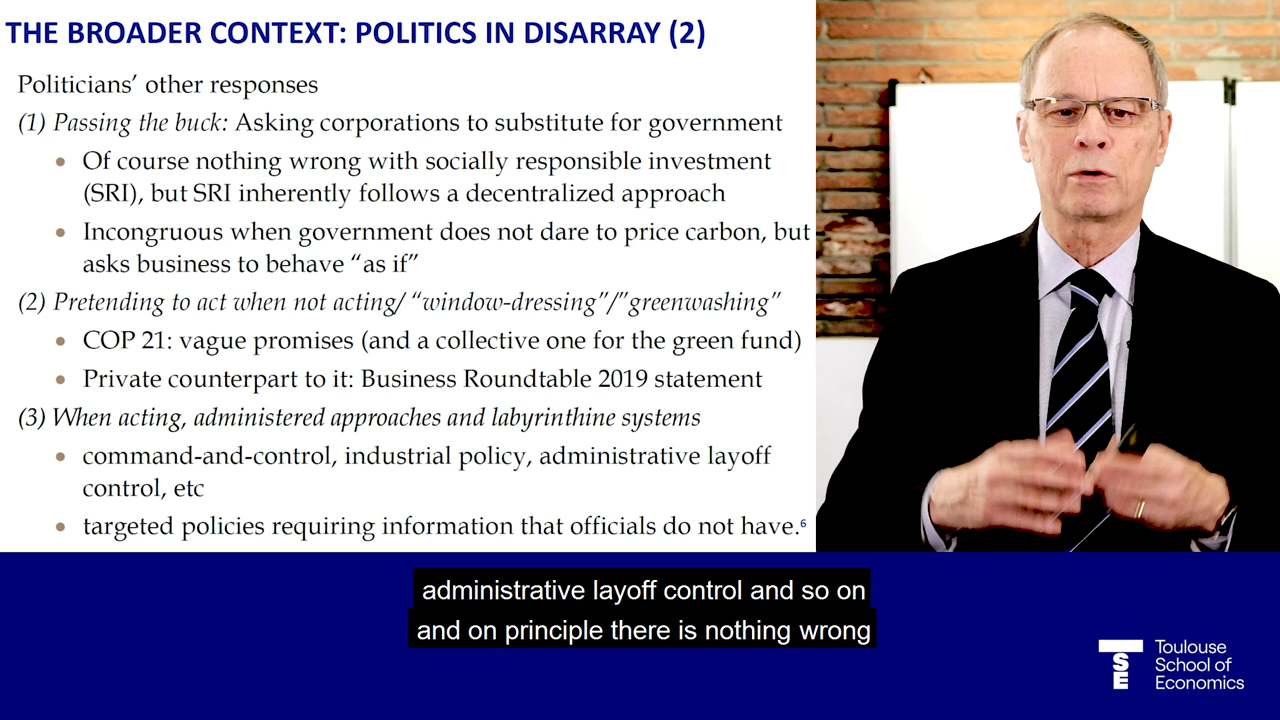 THE BROADER CONTEXT: POLITICS IN DISARRAY (2)
Politicians’ other responses
(1) Passing the buck: Asking corporations to substitute for government
• Of course nothing wrong with socially responsible investment
(SRI), but SRI inherently follows a decentralized approach
• Incongruous when government does not dare to price carbon, but
asks business to behave “as if”
(2) Pretending to act when not acting/ “window-dressing”/”greenwashing”
• COP 21: vague promises (and a collective one for the green fund)
• Private counterpart to it: Business Roundtable 2019 statement
(3) When acting, administered approaches and labyrinthine systems
• command-and-control, industrial policy, administrative layoff
control, etc
• targeted policies requiring information that officials do not have.
6
administrative layoff control and so on
and on principle there is nothing wrong
TSE
Toulouse
School of
Economics